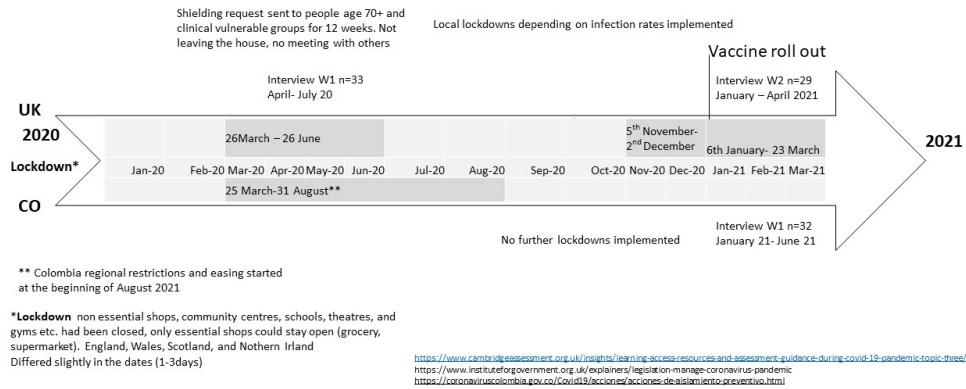 Shielding request sent to people age 70+ and
clinical vulnerable groups for 12 weeks. Not
leaving the house, no meeting with others
Local lockdowns depending on infection rates implemented
Vaccine roll out
Interview W1 n=33
April- July 20
Interview W2 n=29
January – April 2021
UK
2020
26March – 26 June
5th November-
2nd December
6th January- 23 March
2021
Lockdown*
Jan-20 Feb-20 Mar-20 Apr-20 May-20 Jun-20 Jul-20 Aug-20 Sep-20 Oct-20 Nov-20 Dec-20 Jan-21 Feb-21 Mar-21
25 March-31 August**
CO
No further lockdowns implemented
Interview W1 n=32
January 21- June 21
** Colombia regional restrictions and easing started
at the beginning of August 2021
*Lockdown non essential shops, community centres, schools, theatres, and
gyms etc. had been closed, only essential shops could stay open (grocery,
supermarket). England, Wales, Scotland, and Nothern Irland
Differed slightly in the dates (1-3days)
https://www.cambridgeassessment.org.uk/insights/learning-access-resources-and-assessment-guidance-during-covid-19-pandemic-topic-three/
https://www.instituteforgovernment.org.uk/explainers/legislation-manage-coronavirus-pandemic
https://coronaviruscolombia.gov.co/Covid19/acciones/acciones-de-aislamiento-preventivo.html